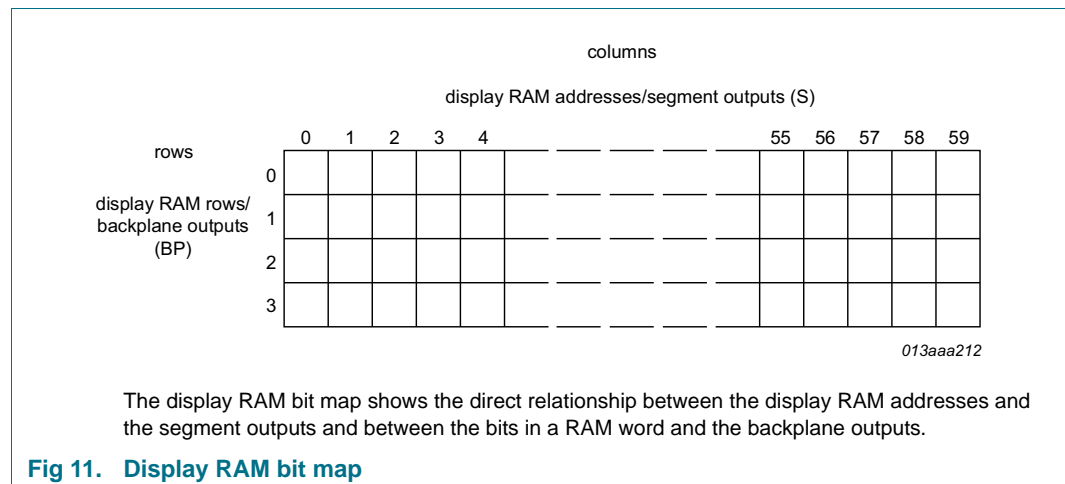 columns
display RAM addresses/segment outputs (S)
0 1 2 3 4 55 56 57 58 59
rows
0
display RAM rows/
backplane outputs
(BP)
1
2
3
013aaa212
The display RAM bit map shows the direct relationship between the display RAM addresses and
the segment outputs and between the bits in a RAM word and the backplane outputs.
Fig 11. Display RAM bit map